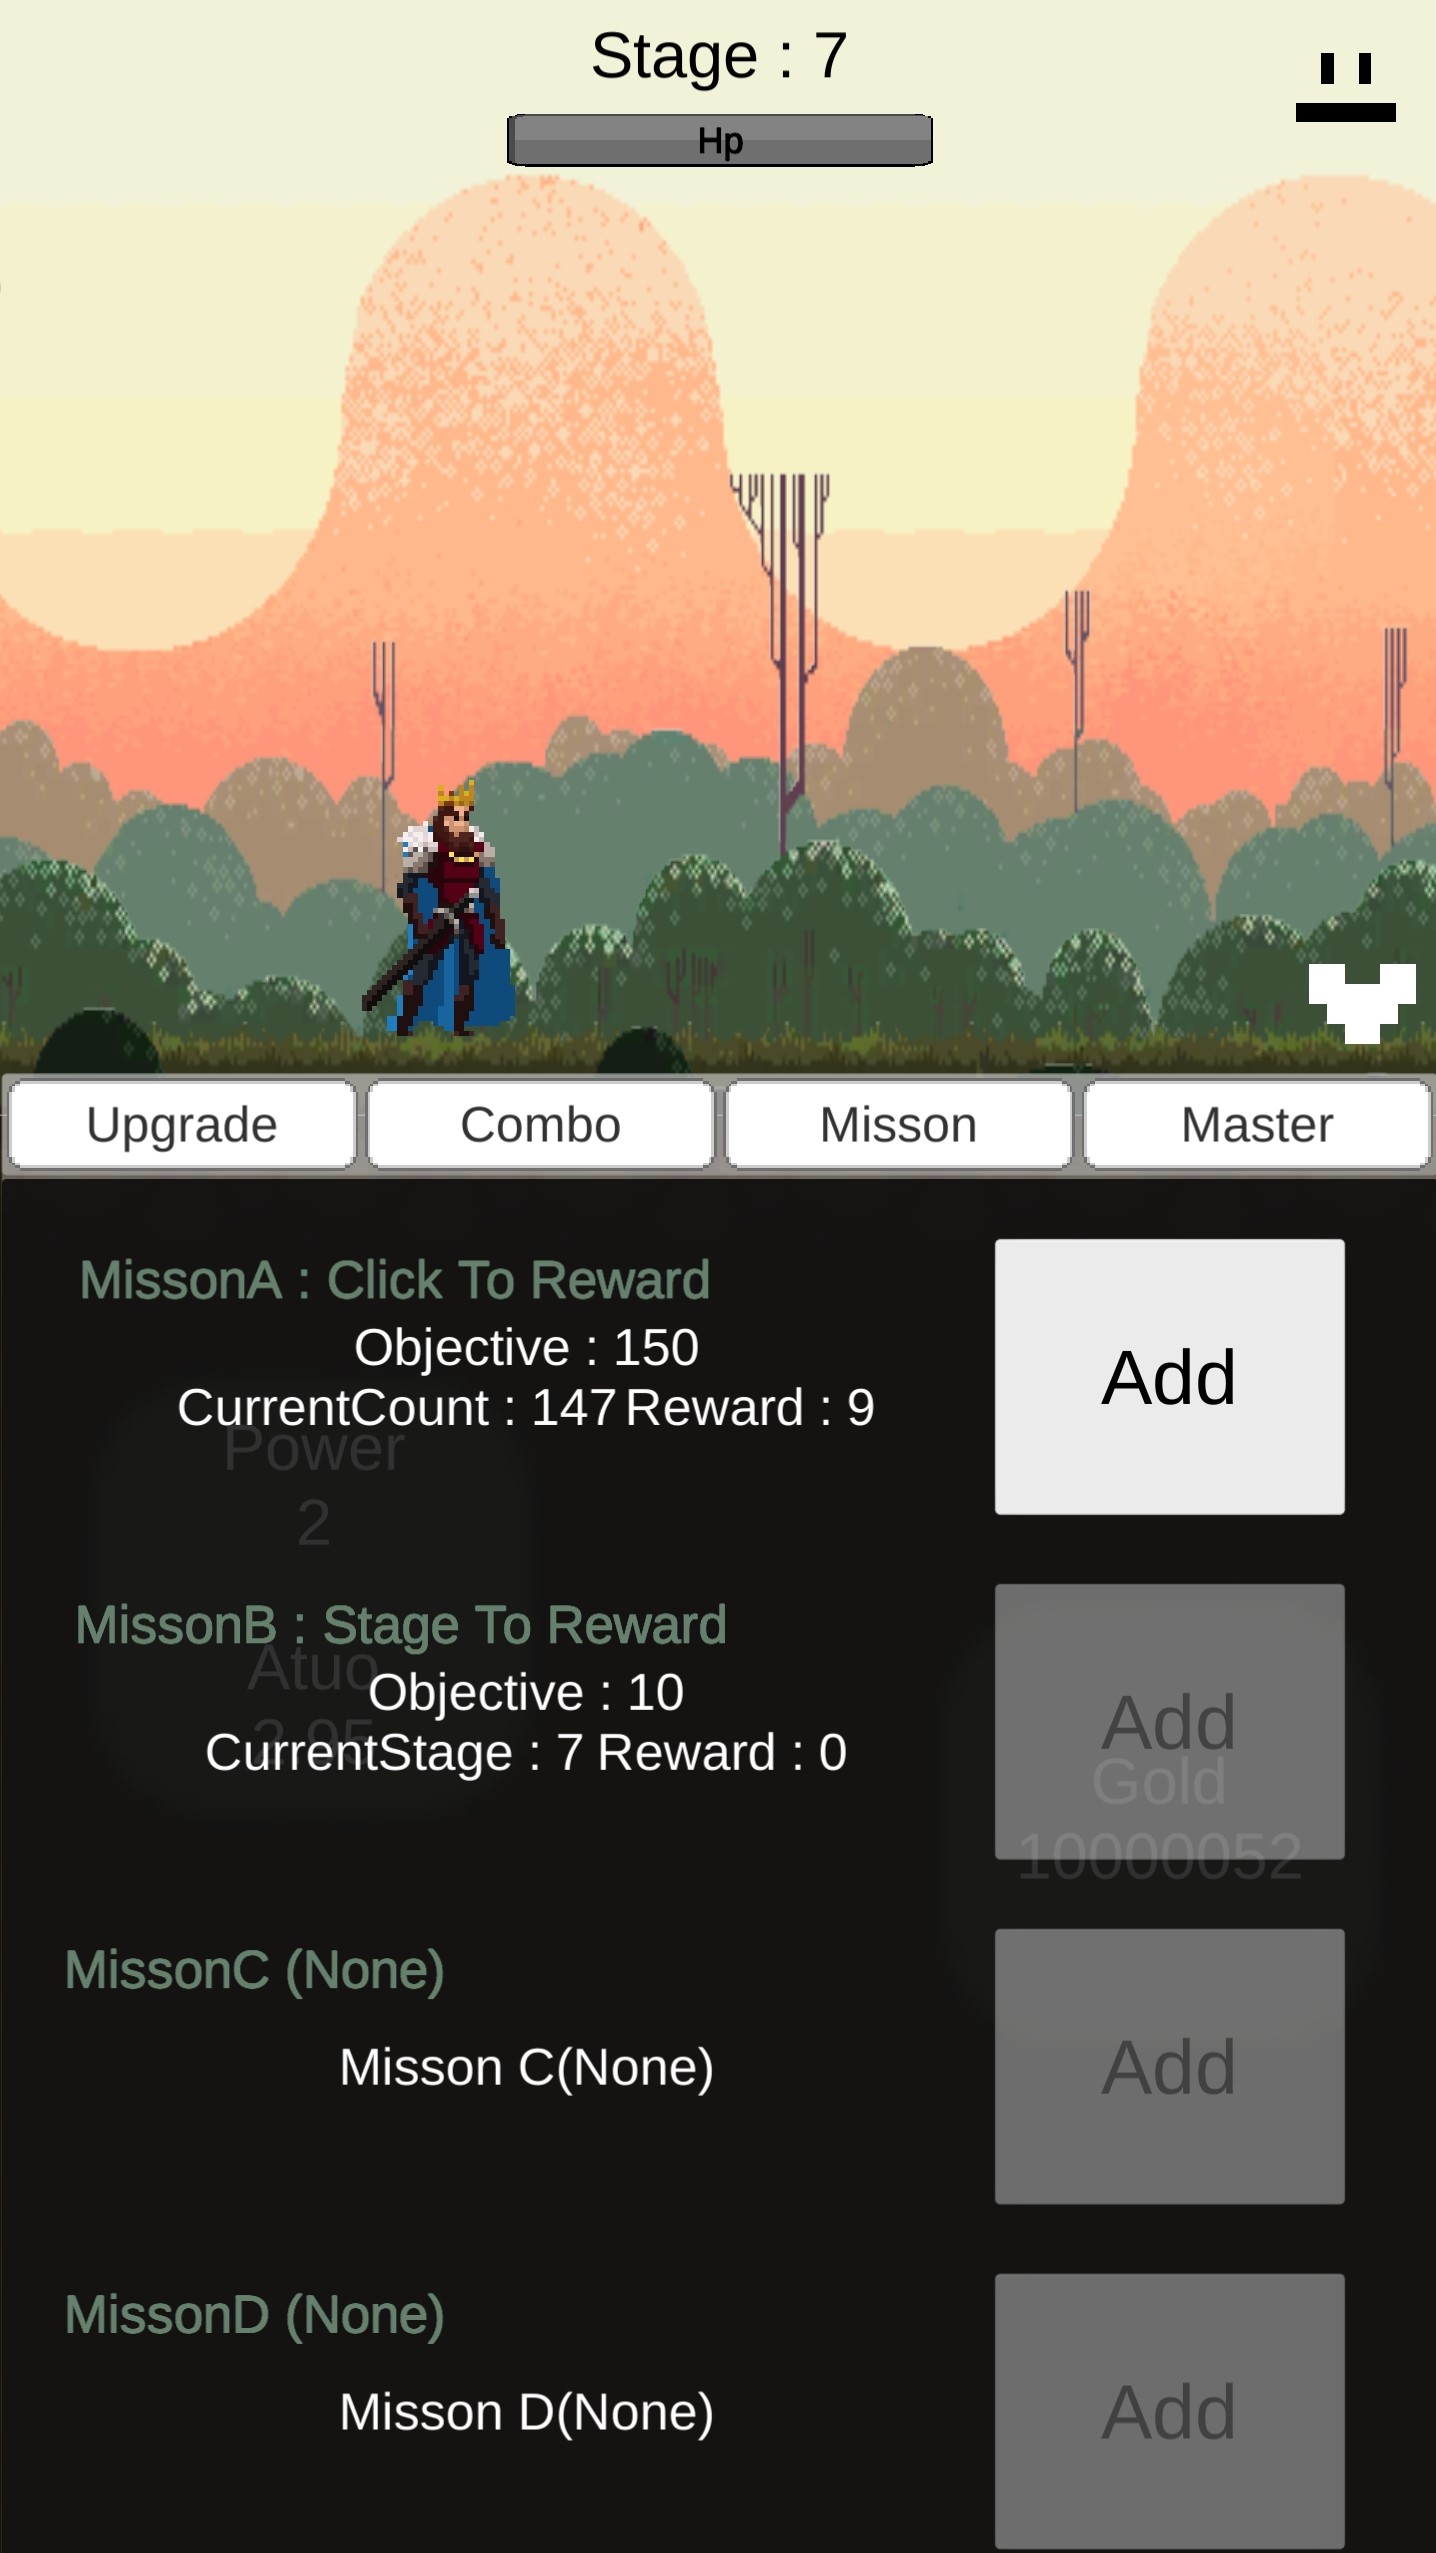 Stage : 7
Hp
Upgrade
Combo
Misson
Master
MissonA : Click To Reward
Objective : 150
CurrentCount : 147 Reward : 9
Add
Power
2
MissonB : Stage To Reward
Atuo
Objective : 10
2.95
CurrentStage : 7 Reward : 0
Add
Gold
10000052
MissonC (None)
Misson C(None)
Add
MissonD (None)
Misson D(None)
Add